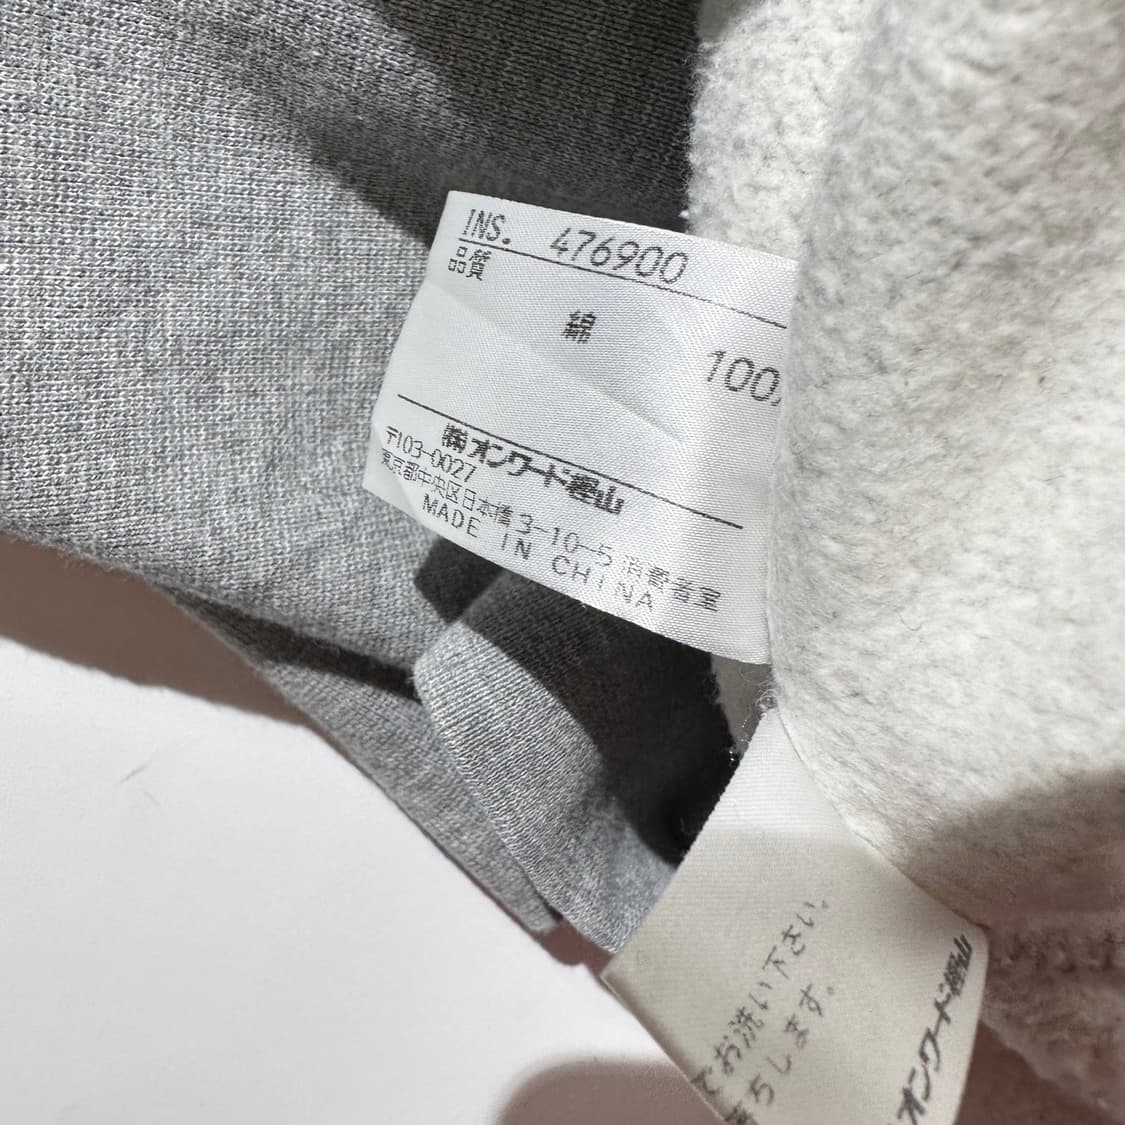 INS. 476900
品質
綿 100%
㈱オンワード樫山
〒103-0027
東京都中央区日本橋3-10-5 消費者室
MADE IN CHINA
でお洗い下さい。
落ちします。
オンワード樫山